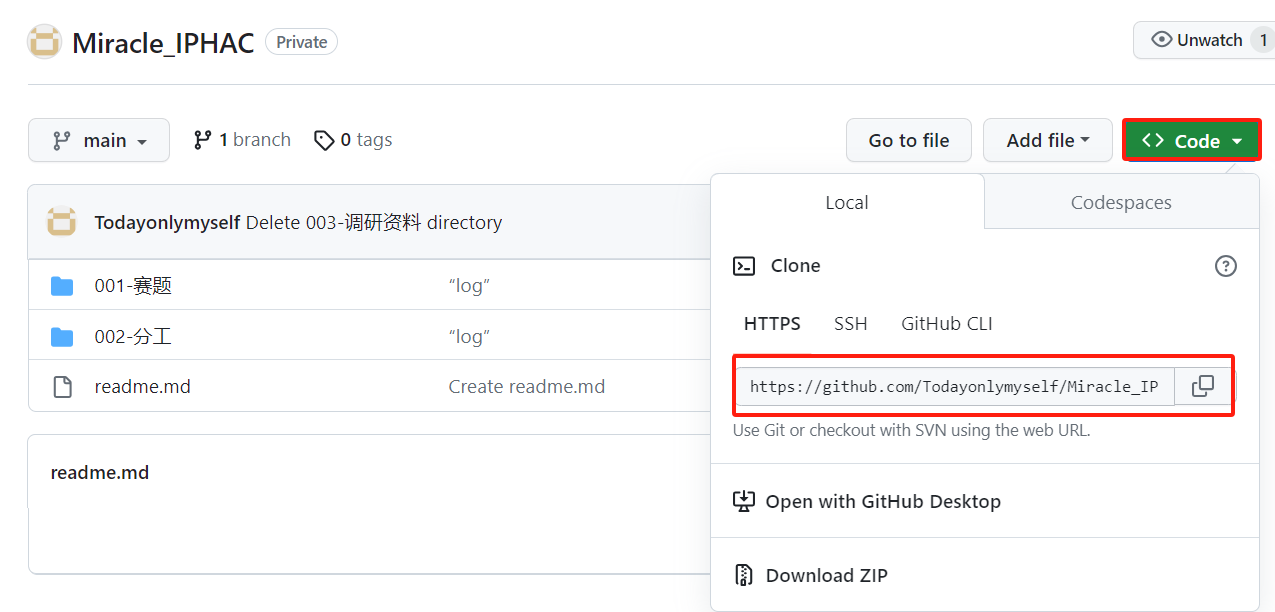 Miracle_IPHAC Private
Unwatch 1
main 1 branch 0 tags
Go to file Add file Code
Todayonlymyself Delete 003-调研资料 directory
001-赛题 “log”
002-分工 “log”
readme.md Create readme.md
readme.md
Local Codespaces
Clone
HTTPS SSH GitHub CLI
https://github.com/Todayonlymyself/Miracle_IP
Use Git or checkout with SVN using the web URL.
Open with GitHub Desktop
Download ZIP